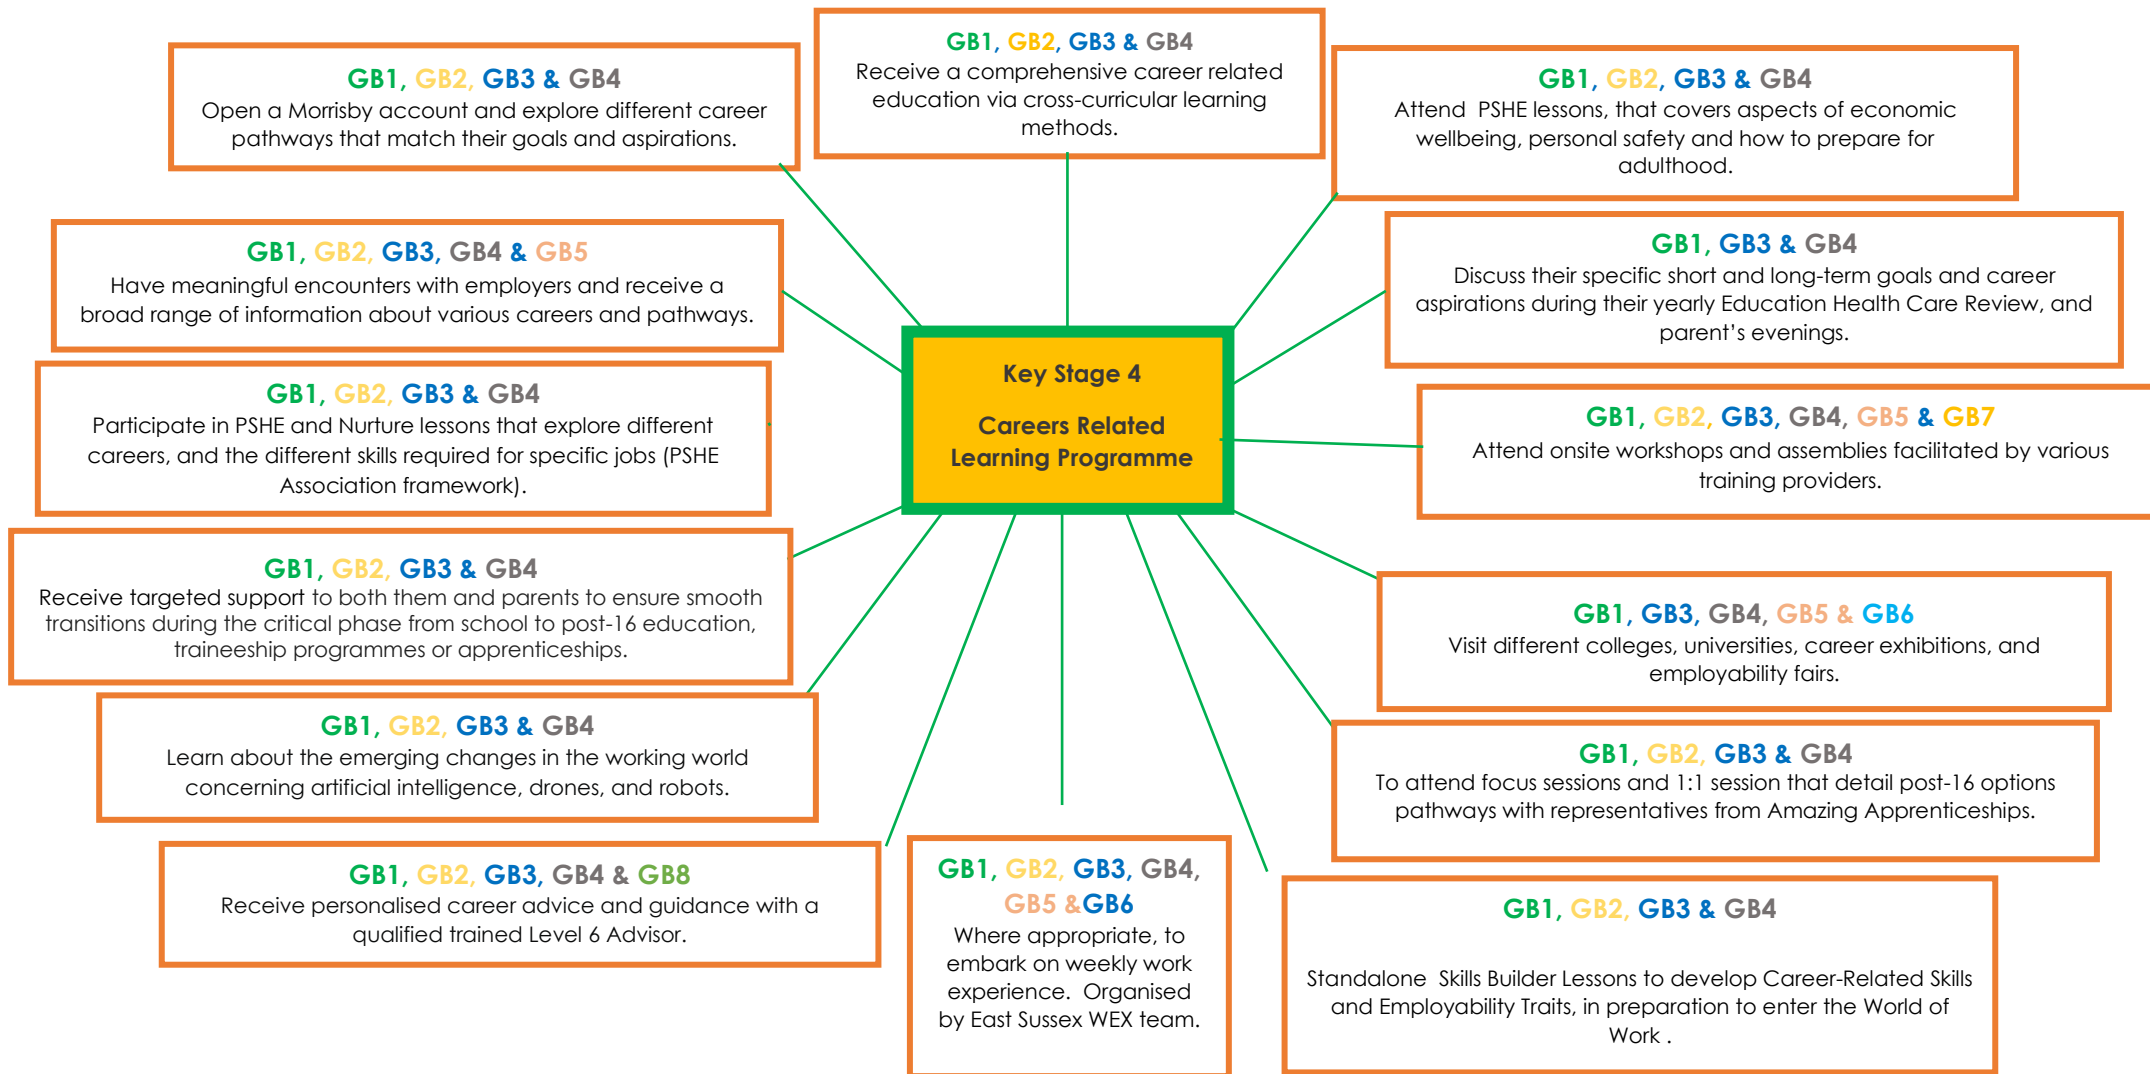 GB1, GB2, GB3 & GB4
Open a Morrisby account and explore different career
pathways that match their goals and aspirations.
GB1, GB2, GB3 & GB4
Receive a comprehensive career related
education via cross-curricular learning
methods.
GB1, GB2, GB3 & GB4
Attend PSHE lessons, that covers aspects of economic
wellbeing, personal safety and how to prepare for
adulthood.
GB1, GB2, GB3, GB4 & GB5
Have meaningful encounters with employers and receive a
broad range of information about various careers and pathways.
GB1, GB3 & GB4
Discuss their specific short and long-term goals and career
aspirations during their yearly Education Health Care Review, and
parent’s evenings.
Key Stage 4
Careers Related
Learning Programme
GB1, GB2, GB3 & GB4
Participate in PSHE and Nurture lessons that explore different
careers, and the different skills required for specific jobs (PSHE
Association framework).
GB1, GB2, GB3, GB4, GB5 & GB7
Attend onsite workshops and assemblies facilitated by various
training providers.
GB1, GB2, GB3 & GB4
Receive targeted support to both them and parents to ensure smooth
transitions during the critical phase from school to post-16 education,
traineeship programmes or apprenticeships.
GB1, GB3, GB4, GB5 & GB6
Visit different colleges, universities, career exhibitions, and
employability fairs.
GB1, GB2, GB3 & GB4
Learn about the emerging changes in the working world
concerning artificial intelligence, drones, and robots.
GB1, GB2, GB3 & GB4
To attend focus sessions and 1:1 session that detail post-16 options
pathways with representatives from Amazing Apprenticeships.
GB1, GB2, GB3, GB4 & GB8
Receive personalised career advice and guidance with a
qualified trained Level 6 Advisor.
GB1, GB2, GB3, GB4,
GB5 &GB6
Where appropriate, to
embark on weekly work
experience. Organised
by East Sussex WEX team.
GB1, GB2, GB3 & GB4
Standalone Skills Builder Lessons to develop Career-Related Skills
and Employability Traits, in preparation to enter the World of
Work .